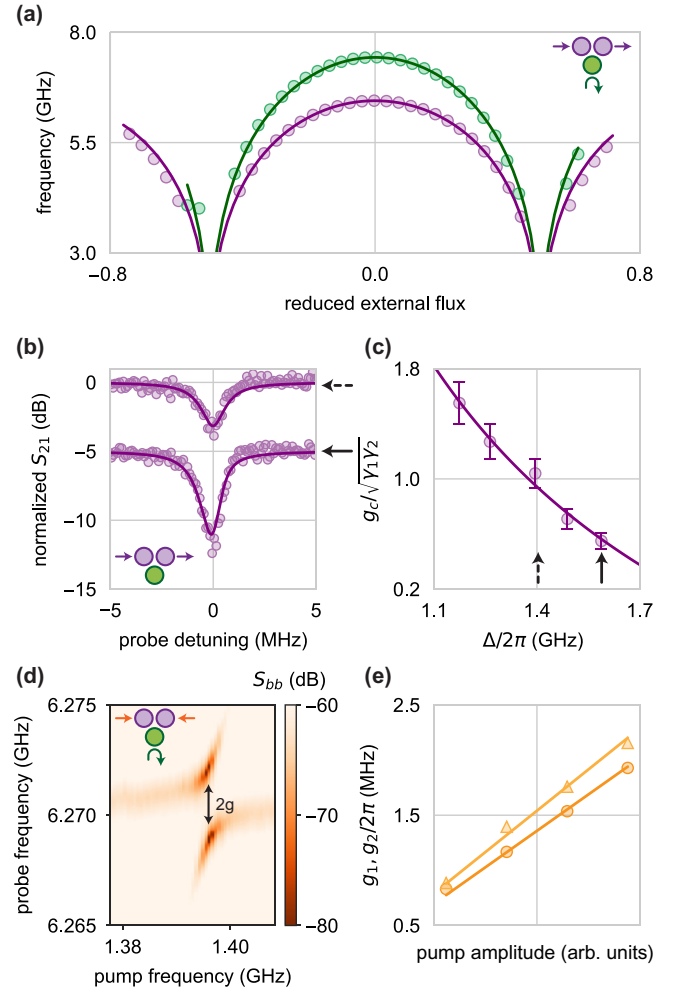 (a)
8.0
5.5
3.0
frequency (GHz)
−0.8
0.0
0.8
reduced external flux
(b)
0
−5
−10
−15
normalized S21 (dB)
−5
0
5
probe detuning (MHz)
(c)
1.8
1.0
0.2
gc/√γ1γ2
1.1
1.4
1.7
Δ/2π (GHz)
(d)
Sbb (dB)
6.275
6.270
6.265
probe frequency (GHz)
2g
1.38
1.40
pump frequency (GHz)
−60
−70
−80
(e)
2.5
1.5
0.5
g1, g2/2π (MHz)
pump amplitude (arb. units)